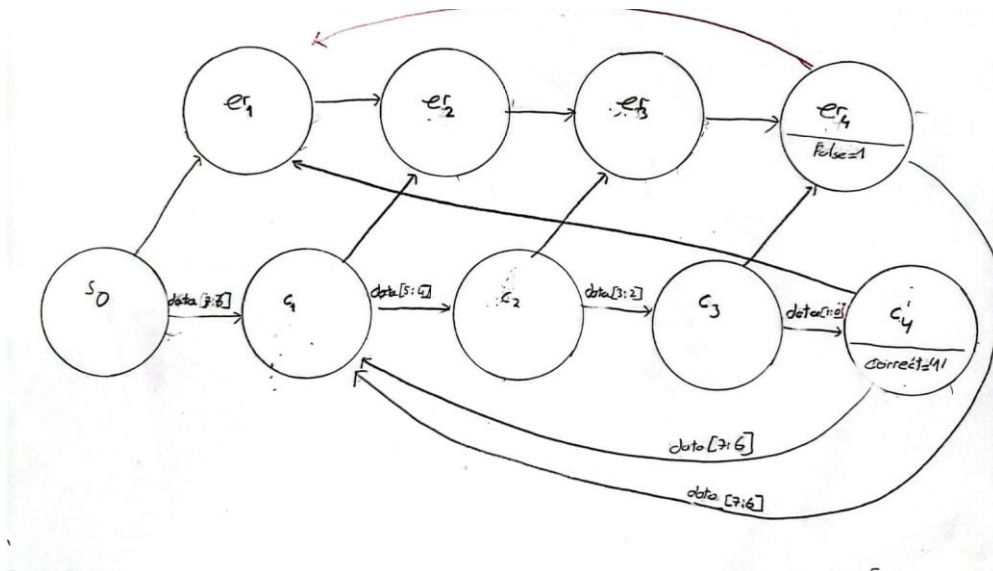 er1
er2
er3
er4
false=1
S0
data[7:6]
c1
data[5:4]
c2
data[3:2]
c3
data[1:0]
c4
correct=1
data[7:6]
data[7:6]